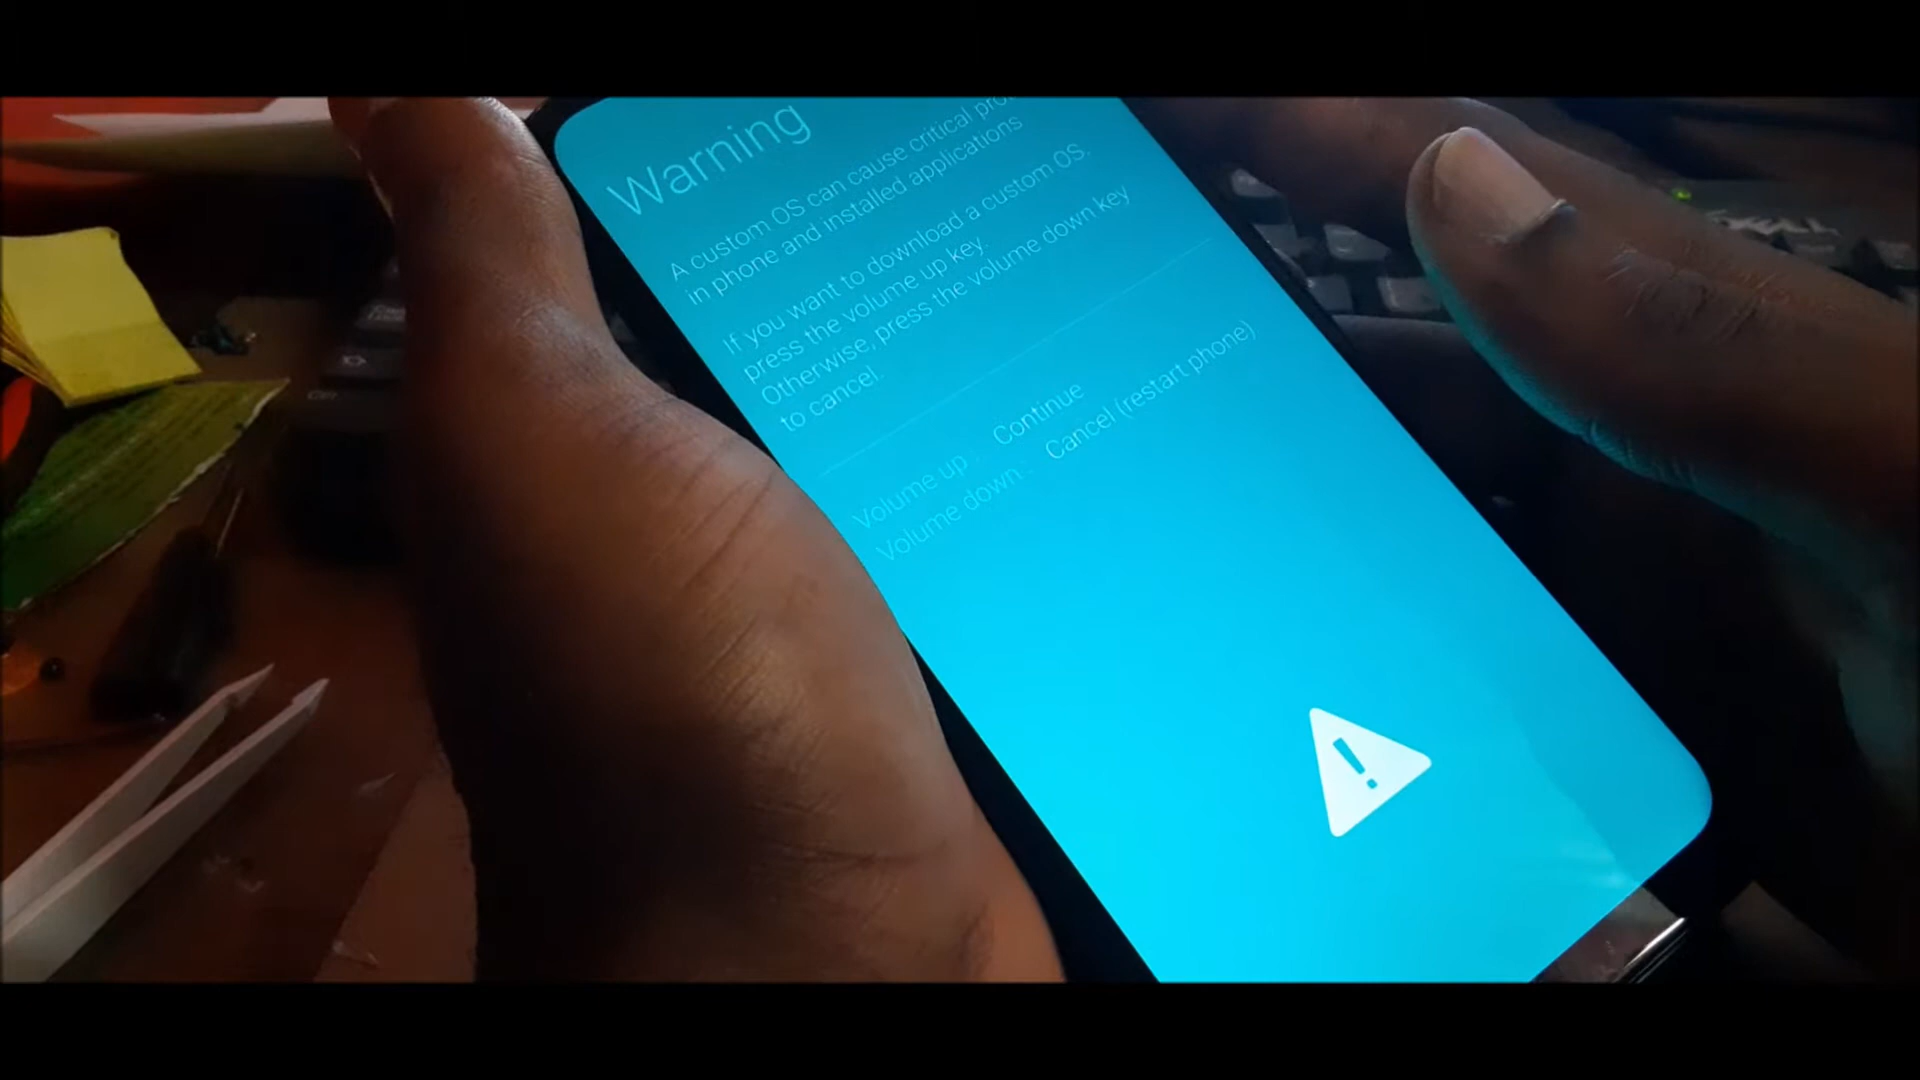 Warning
A custom OS can cause critical
in phone and installed applications
If you want to download a custom OS,
press the volume up key.
Otherwise, press the volume down key
to cancel.
Volume up : Continue
Volume down : Cancel (restart phone)